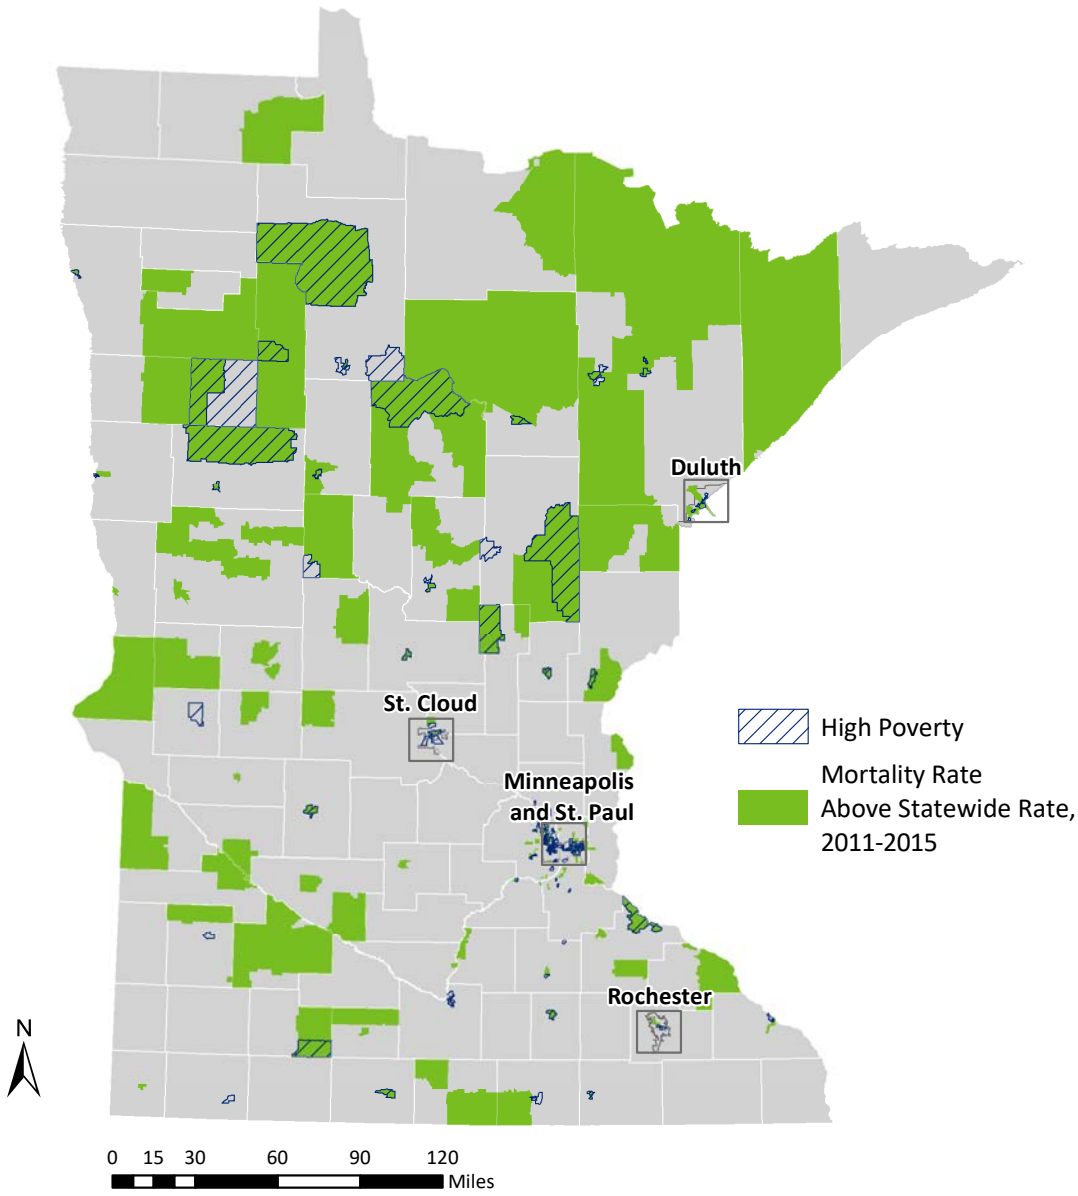 Duluth
St. Cloud
High Poverty
Minneapolis
and St. Paul
Mortality Rate
Above Statewide Rate,
2011-2015
Rochester
N
0 15 30 60 90 120
Miles